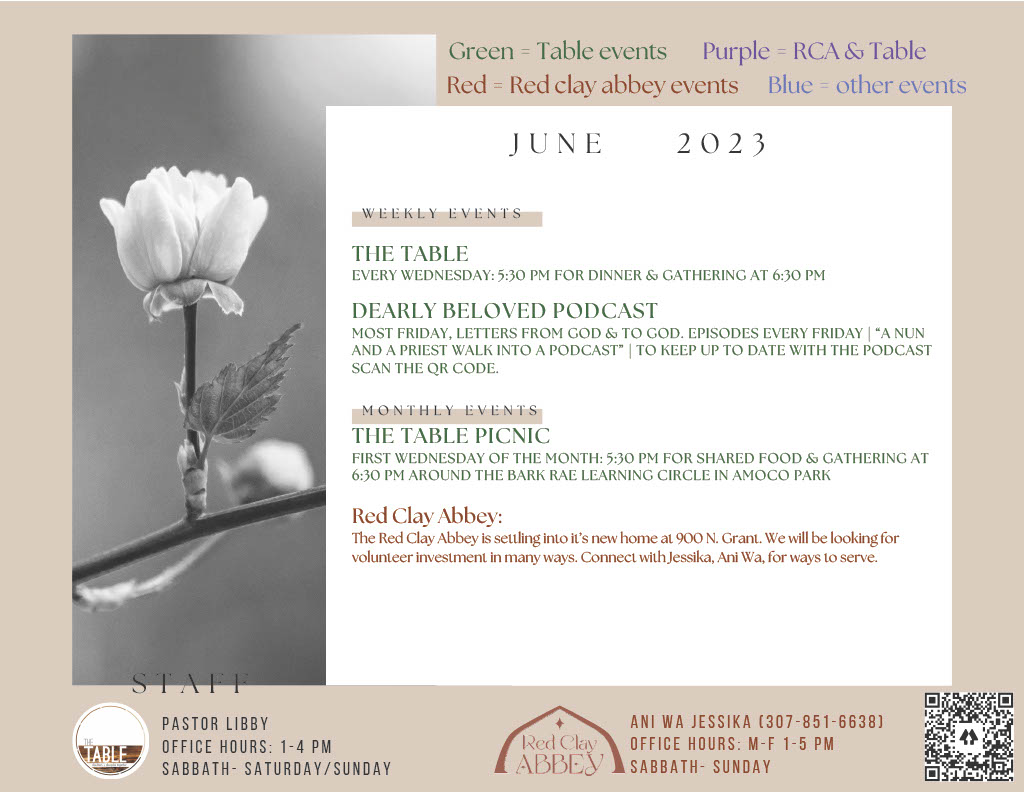 Green = Table events Purple = RCA & Table
Red = Red clay abbey events Blue = other events
JUNE 2023
WEEKLY EVENTS
THE TABLE
EVERY WEDNESDAY: 5:30 PM FOR DINNER & GATHERING AT 6:30 PM
DEARLY BELOVED PODCAST
MOST FRIDAY, LETTERS FROM GOD & TO GOD. EPISODES EVERY FRIDAY | “A NUN
AND A PRIEST WALK INTO A PODCAST” | TO KEEP UP TO DATE WITH THE PODCAST
SCAN THE QR CODE.
MONTHLY EVENTS
THE TABLE PICNIC
FIRST WEDNESDAY OF THE MONTH: 5:30 PM FOR SHARED FOOD & GATHERING AT
6:30 PM AROUND THE BARK RAE LEARNING CIRCLE IN AMOCO PARK
Red Clay Abbey:
The Red Clay Abbey is settling into it's new home at 900 N. Grant. We will be looking for
volunteer investment in many ways. Connect with Jessika, Ani Wa, for ways to serve.
STAFF
THE
TABLE
PASTOR LIBBY
OFFICE HOURS: 1-4 PM
SABBATH- SATURDAY/SUNDAY
Red Clay
ABBEY
ANI WA JESSIKA (307-851-6638)
OFFICE HOURS: M-F 1-5 PM
SABBATH- SUNDAY